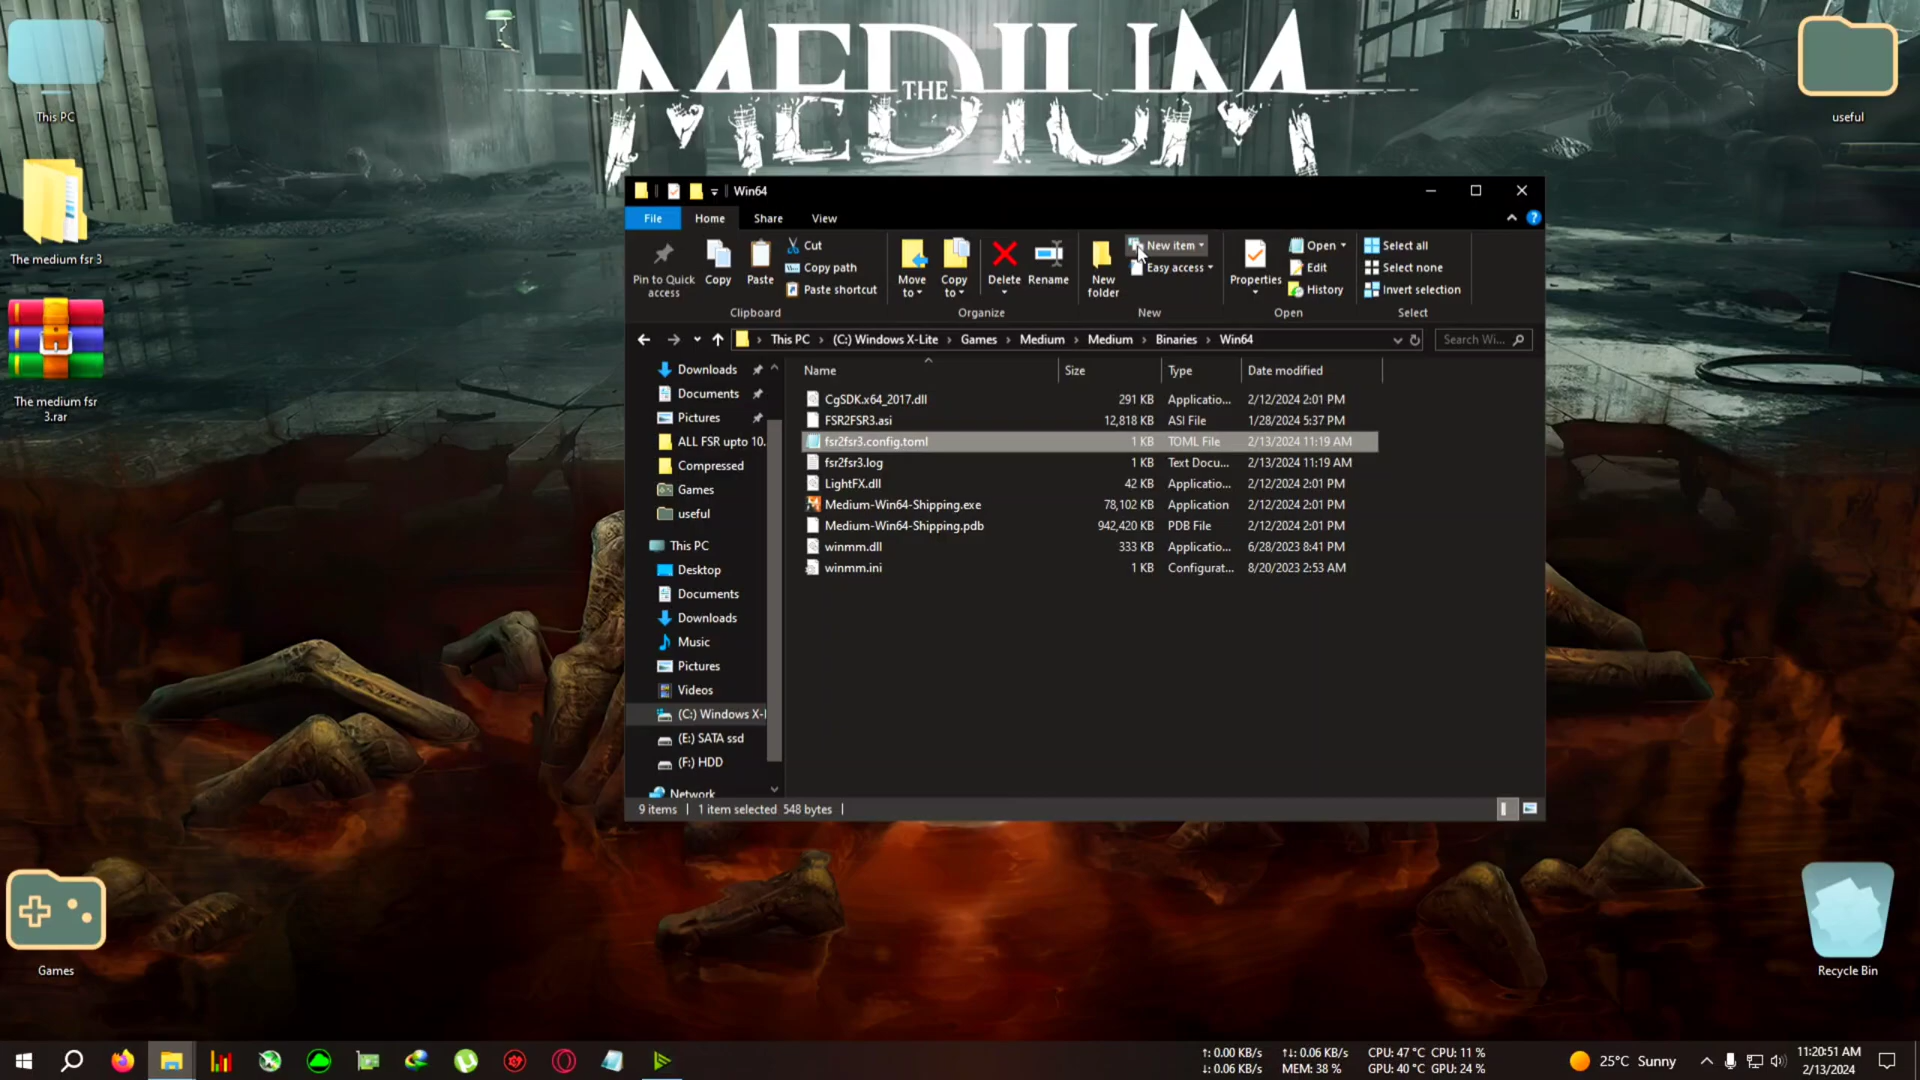 THE MEDIUM
This PC
useful
The medium fsr 3
The medium fsr
3.rar
Games
Recycle Bin
Win64
File Home Share View
Pin to Quick
access
Copy
Paste
Cut
Copy path
Paste shortcut
Clipboard
Move
to
Copy
to
Delete
Rename
Organize
New
folder
New item
Easy access
New
Properties
Open
Edit
History
Open
Select all
Select none
Invert selection
Select
This PC > (C:) Windows X-Lite > Games > Medium > Medium > Binaries > Win64
Search Wi...
Downloads
Documents
Pictures
ALL FSR upto 10.
Compressed
Games
useful
This PC
Desktop
Documents
Downloads
Music
Pictures
Videos
(C:) Windows X-l
(E:) SATA ssd
(F:) HDD
Network
Name Size Type Date modified
CgSDK.x64_2017.dll 291 KB Applicatio... 2/12/2024 2:01 PM
FSR2FSR3.asi 12,818 KB ASI File 1/28/2024 5:37 PM
fsr2fsr3.config.toml 1 KB TOML File 2/13/2024 11:19 AM
fsr2fsr3.log 1 KB Text Docu... 2/13/2024 11:19 AM
LightFX.dll 42 KB Applicatio... 2/12/2024 2:01 PM
Medium-Win64-Shipping.exe 78,102 KB Application 2/12/2024 2:01 PM
Medium-Win64-Shipping.pdb 942,420 KB PDB File 2/12/2024 2:01 PM
winmm.dll 333 KB Applicatio... 6/28/2023 8:41 PM
winmm.ini 1 KB Configurat... 8/20/2023 2:53 AM
9 items | 1 item selected 548 bytes |
↑: 0.00 KB/s ↑↓: 0.06 KB/s CPU: 47 °C CPU: 11 %
↓: 0.06 KB/s MEM: 38 % GPU: 40 °C GPU: 24 %
25°C Sunny
11:20:51 AM
2/13/2024